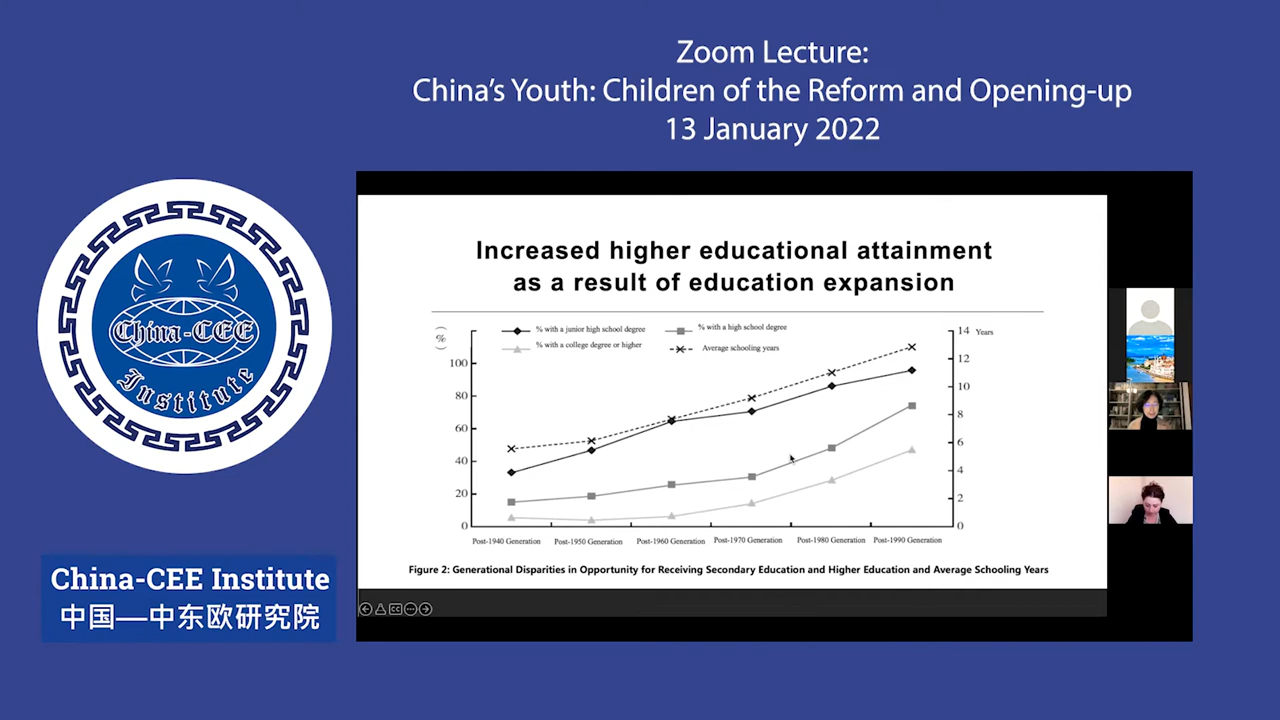 Zoom Lecture:
China's Youth: Children of the Reform and Opening-up
13 January 2022
China-CEE
Institute
China-CEE Institute
中国—中东欧研究院
Increased higher educational attainment
as a result of education expansion
(%)
% with a junior high school degree
% with a high school degree
% with a college degree or higher
Average schooling years
Years
100
80
60
40
20
0
14
12
10
8
6
4
2
0
Post-1940 Generation
Post-1950 Generation
Post-1960 Generation
Post-1970 Generation
Post-1980 Generation
Post-1990 Generation
Figure 2: Generational Disparities in Opportunity for Receiving Secondary Education and Higher Education and Average Schooling Years